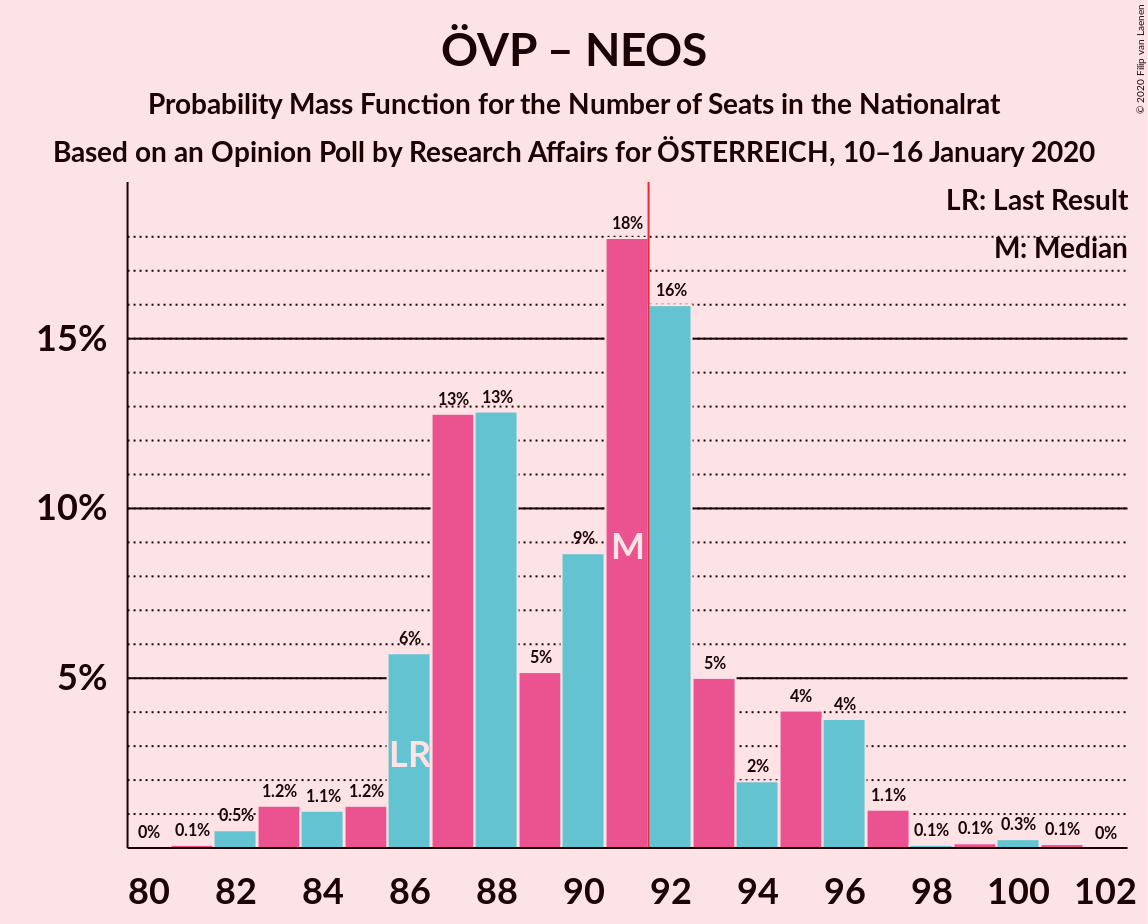 ÖVP – NEOS
Probability Mass Function for the Number of Seats in the Nationalrat
Based on an Opinion Poll by Research Affairs for ÖSTERREICH, 10–16 January 2020
© 2020 Filip van Laenen
LR: Last Result
M: Median
18%
16%
15%
13% 13%
10%
9%
M
6%
5%
5%
5%
4%
4%
LR
2%
1.2% 1.1% 1.2%
1.1%
0.5%
0% 0.1%
0.1% 0.1% 0.3% 0.1% 0%
80 82 84 86 88 90 92 94 96 98 100 102